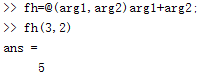 >> fh=@(arg1,arg2)arg1+arg2;
>> fh(3,2)
ans =
5